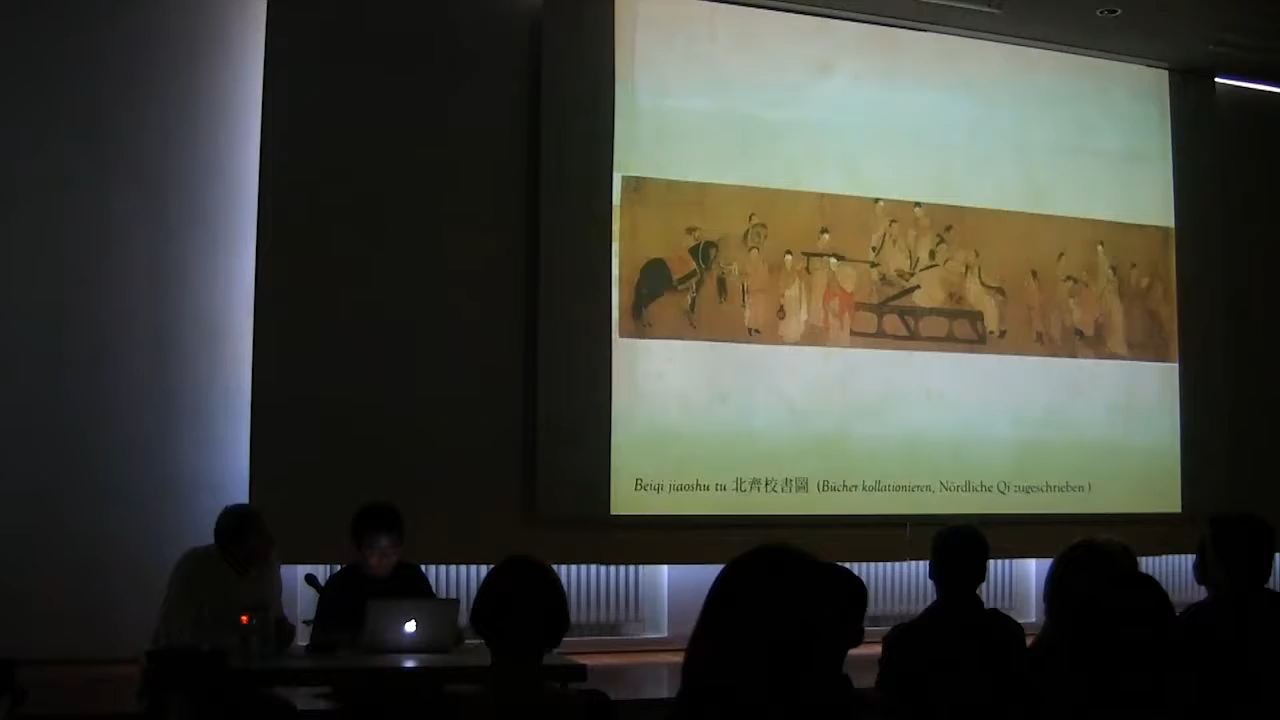 Beiqi jiaoshu tu 北齊校書圖 (Bücher kollationieren, Nördliche Qi zugeschrieben )